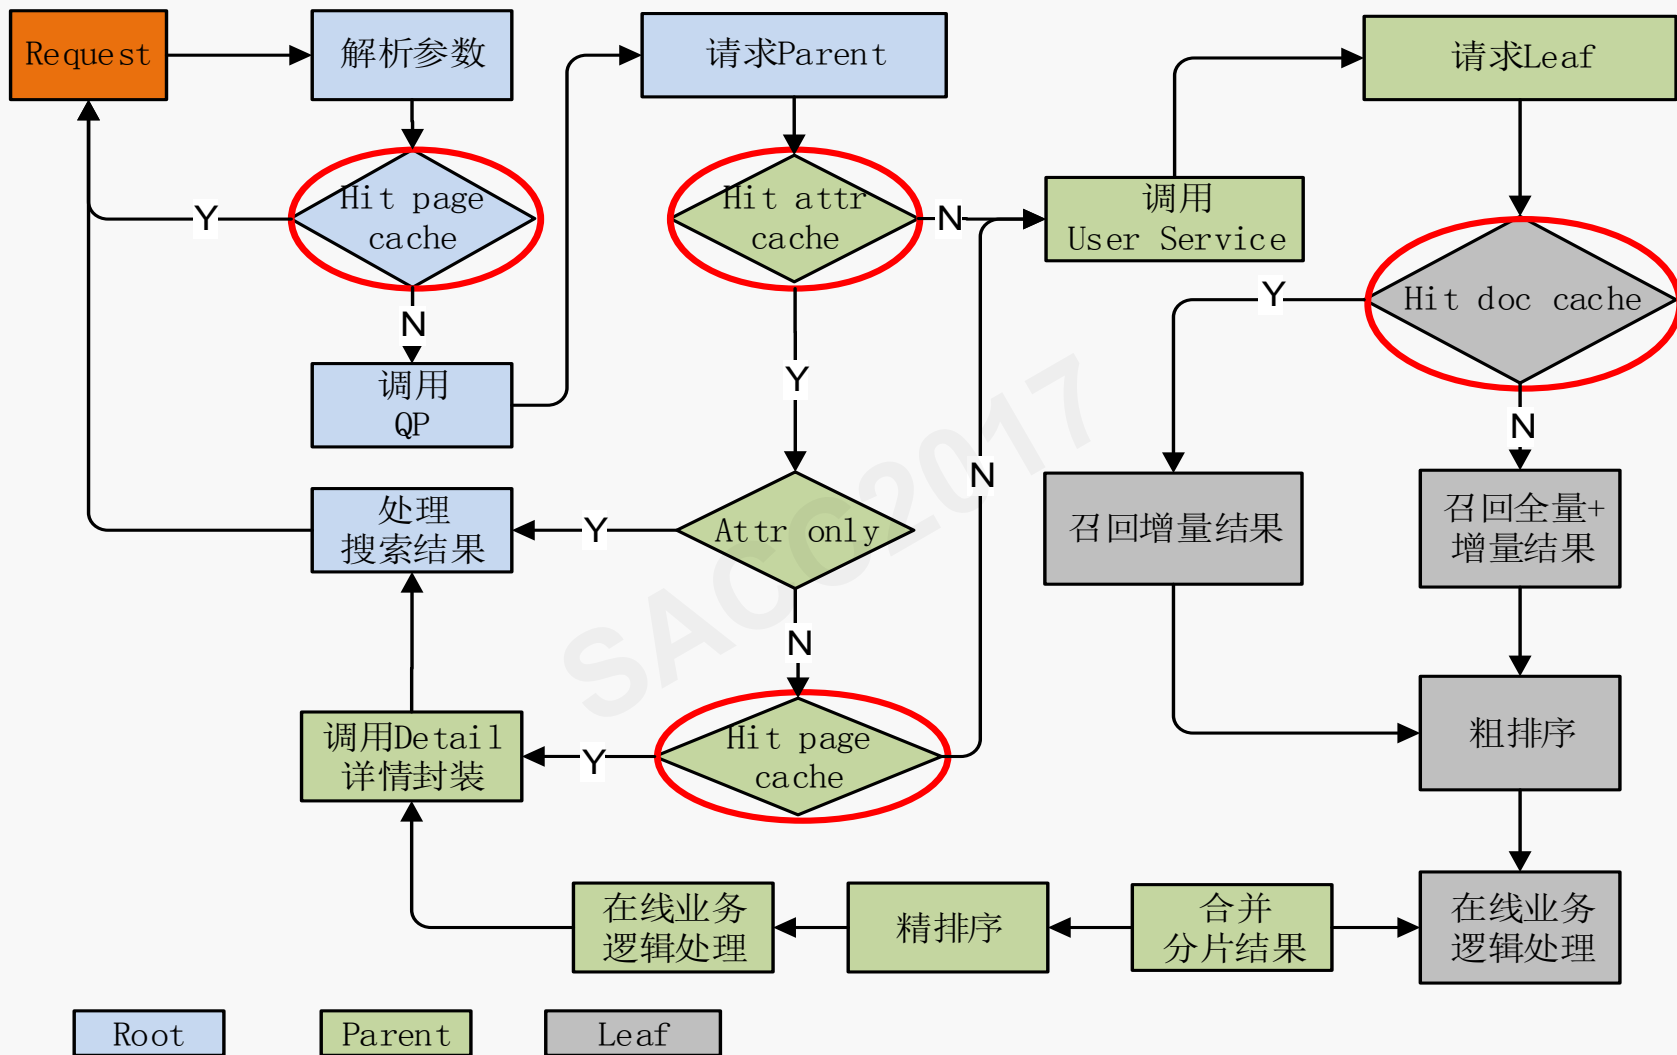 Request
解析参数
请求Parent
请求Leaf
Hit page
cache
Y
N
调用
QP
Hit attr
cache
N
Y
调用
User Service
Hit doc cache
Y
N
处理
搜索结果
Y
Attr only
N
N
召回增量结果
召回全量+
增量结果
调用Detail
详情封装
Y
Hit page
cache
粗排序
在线业务
逻辑处理
精排序
合并
分片结果
在线业务
逻辑处理
Root
Parent
Leaf
SACC2017